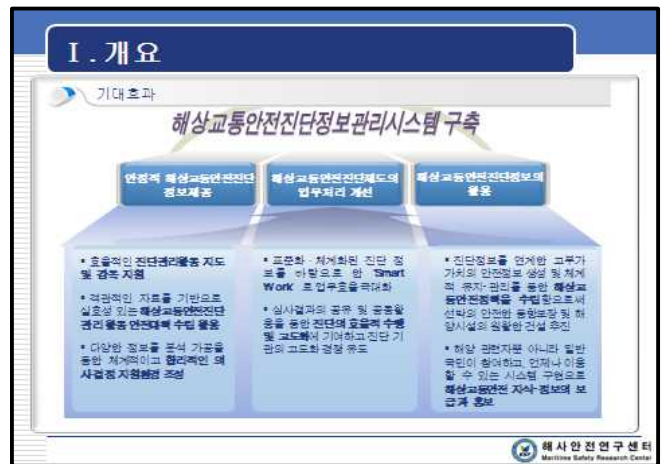 Ⅰ.개요
기대효과
해상교통안전진단정보관리시스템 구축
안정적 해상교통안전진단
정보제공
해상교통안전진단제도의
업무처리 개선
해상교통안전진단정보의
활용
▪ 효율적인 진단관리활동 지도
및 감독 지원
▪ 객관적인 자료를 기반으로
실효성 있는 해상교통안전진단
관리 활동 안전대책 수립 활용
▪ 다양한 정보를 분석 가공을
통한 체계적이고 합리적인 의
사결정 지원환경 조성
▪ 표준화·체계화된 진단 정
보를 바탕으로 한 'Smart
Work' 로 업무효율 극대화
▪ 심사결과의 공유 및 공동활
용을 통한 진단의 효율적 수행
및 고도화에 기여하고 진단 기
관의 고도화 경쟁 유도
▪ 진단정보를 연계한 고부가
가치의 안전정보 생성 및 체계
적 유지·관리를 통한 해상교
통안전정책을 수립함으로써
선박의 안전한 통항보장 및 해
양시설의 원활한 건설 추진
▪ 해양 관련자뿐 아니라 일반
국민이 참여하고, 언제나 이용
할 수 있는 시스템 구현으로
해상교통안전 지식·정보의 보
급과 홍보
해사안전연구센터
Maritime Safety Research Center